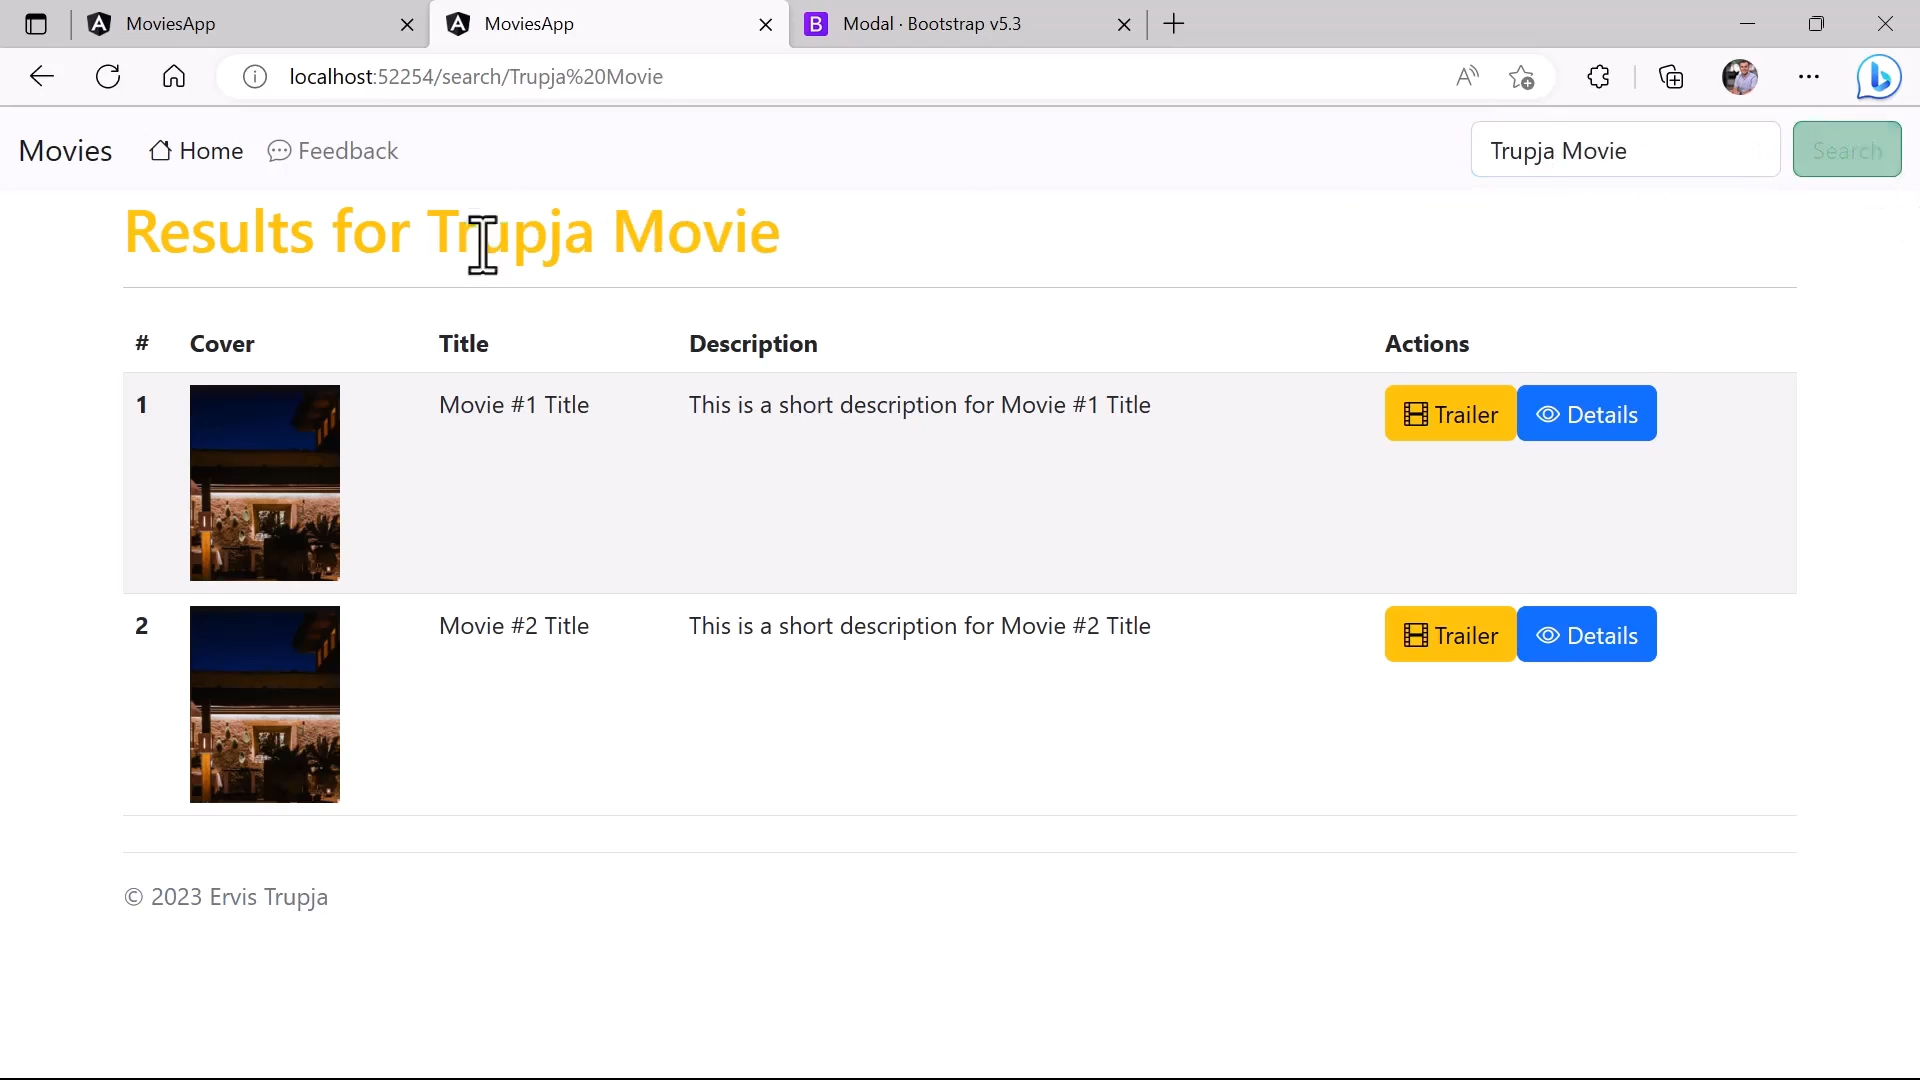 MoviesApp
MoviesApp
Modal · Bootstrap v5.3
localhost:52254/search/Trupja%20Movie
Movies Home Feedback Trupja Movie Search
Results for Trupja Movie
# Cover Title Description Actions
1 Movie #1 Title This is a short description for Movie #1 Title Trailer Details
2 Movie #2 Title This is a short description for Movie #2 Title Trailer Details
© 2023 Ervis Trupja